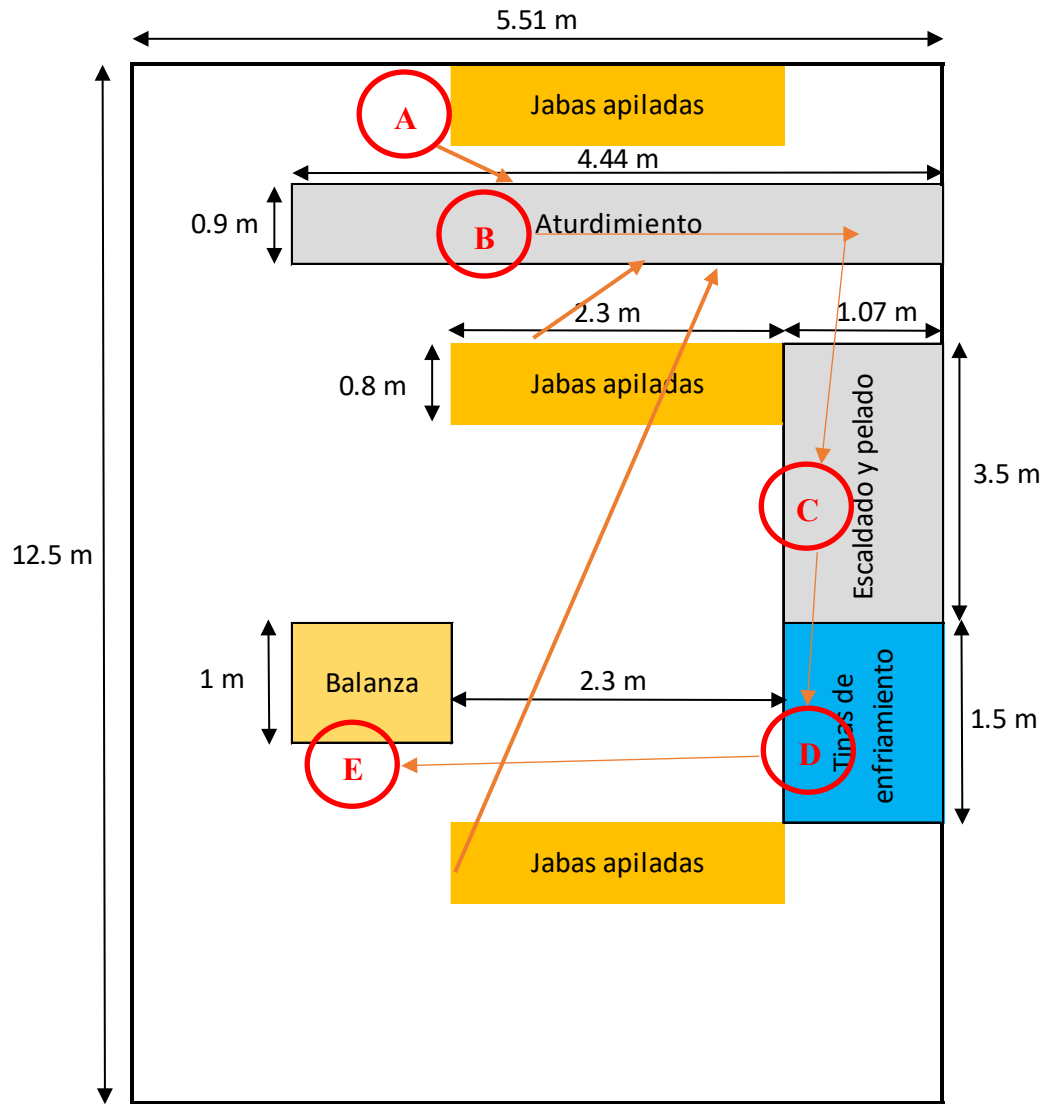 5.51 m
A
Jabas apiladas
4.44 m
0.9 m
B
Aturdimiento
2.3 m
1.07 m
0.8 m
Jabas apiladas
Escaldado y pelado
3.5 m
C
12.5 m
1 m
Balanza
2.3 m
Tinas de
enfriamiento
1.5 m
E
D
Jabas apiladas